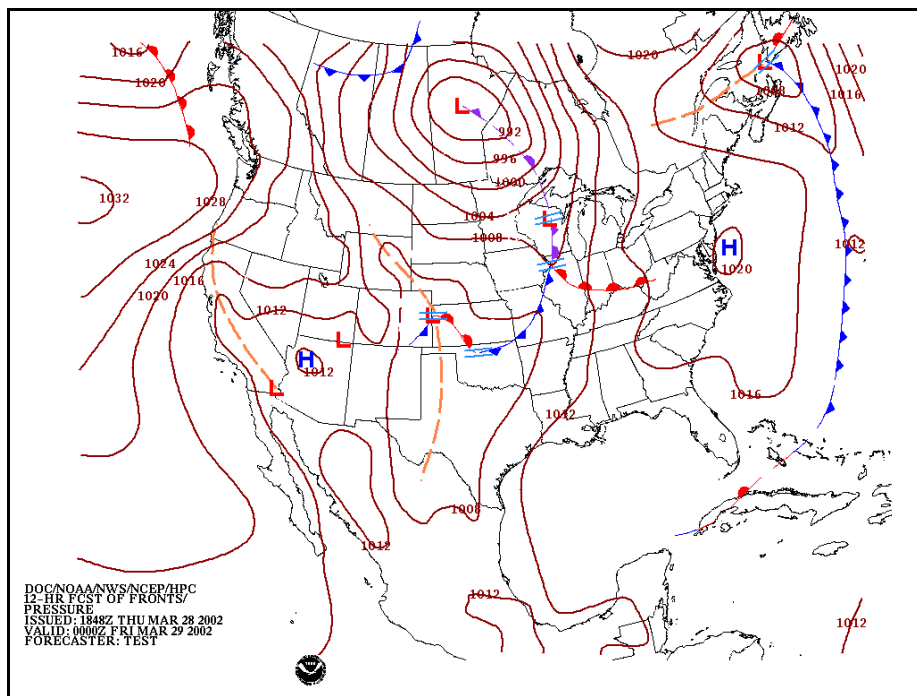 1016
1020
1020
1020
992
1008
1016
1012
996
1000
1032
1028
1004
1008
1012
1024
1020
1016
1020
1012
1012
1016
1012
1008
1012
1012
1012
L
L
L
H
L
L
H
L
DOC/NOAA/NWS/NCEP/HPC
12-HR FCST OF FRONTS/
PRESSURE
ISSUED: 1848Z THU MAR 28 2002
VALID: 0000Z FRI MAR 29 2002
FORECASTER: TEST